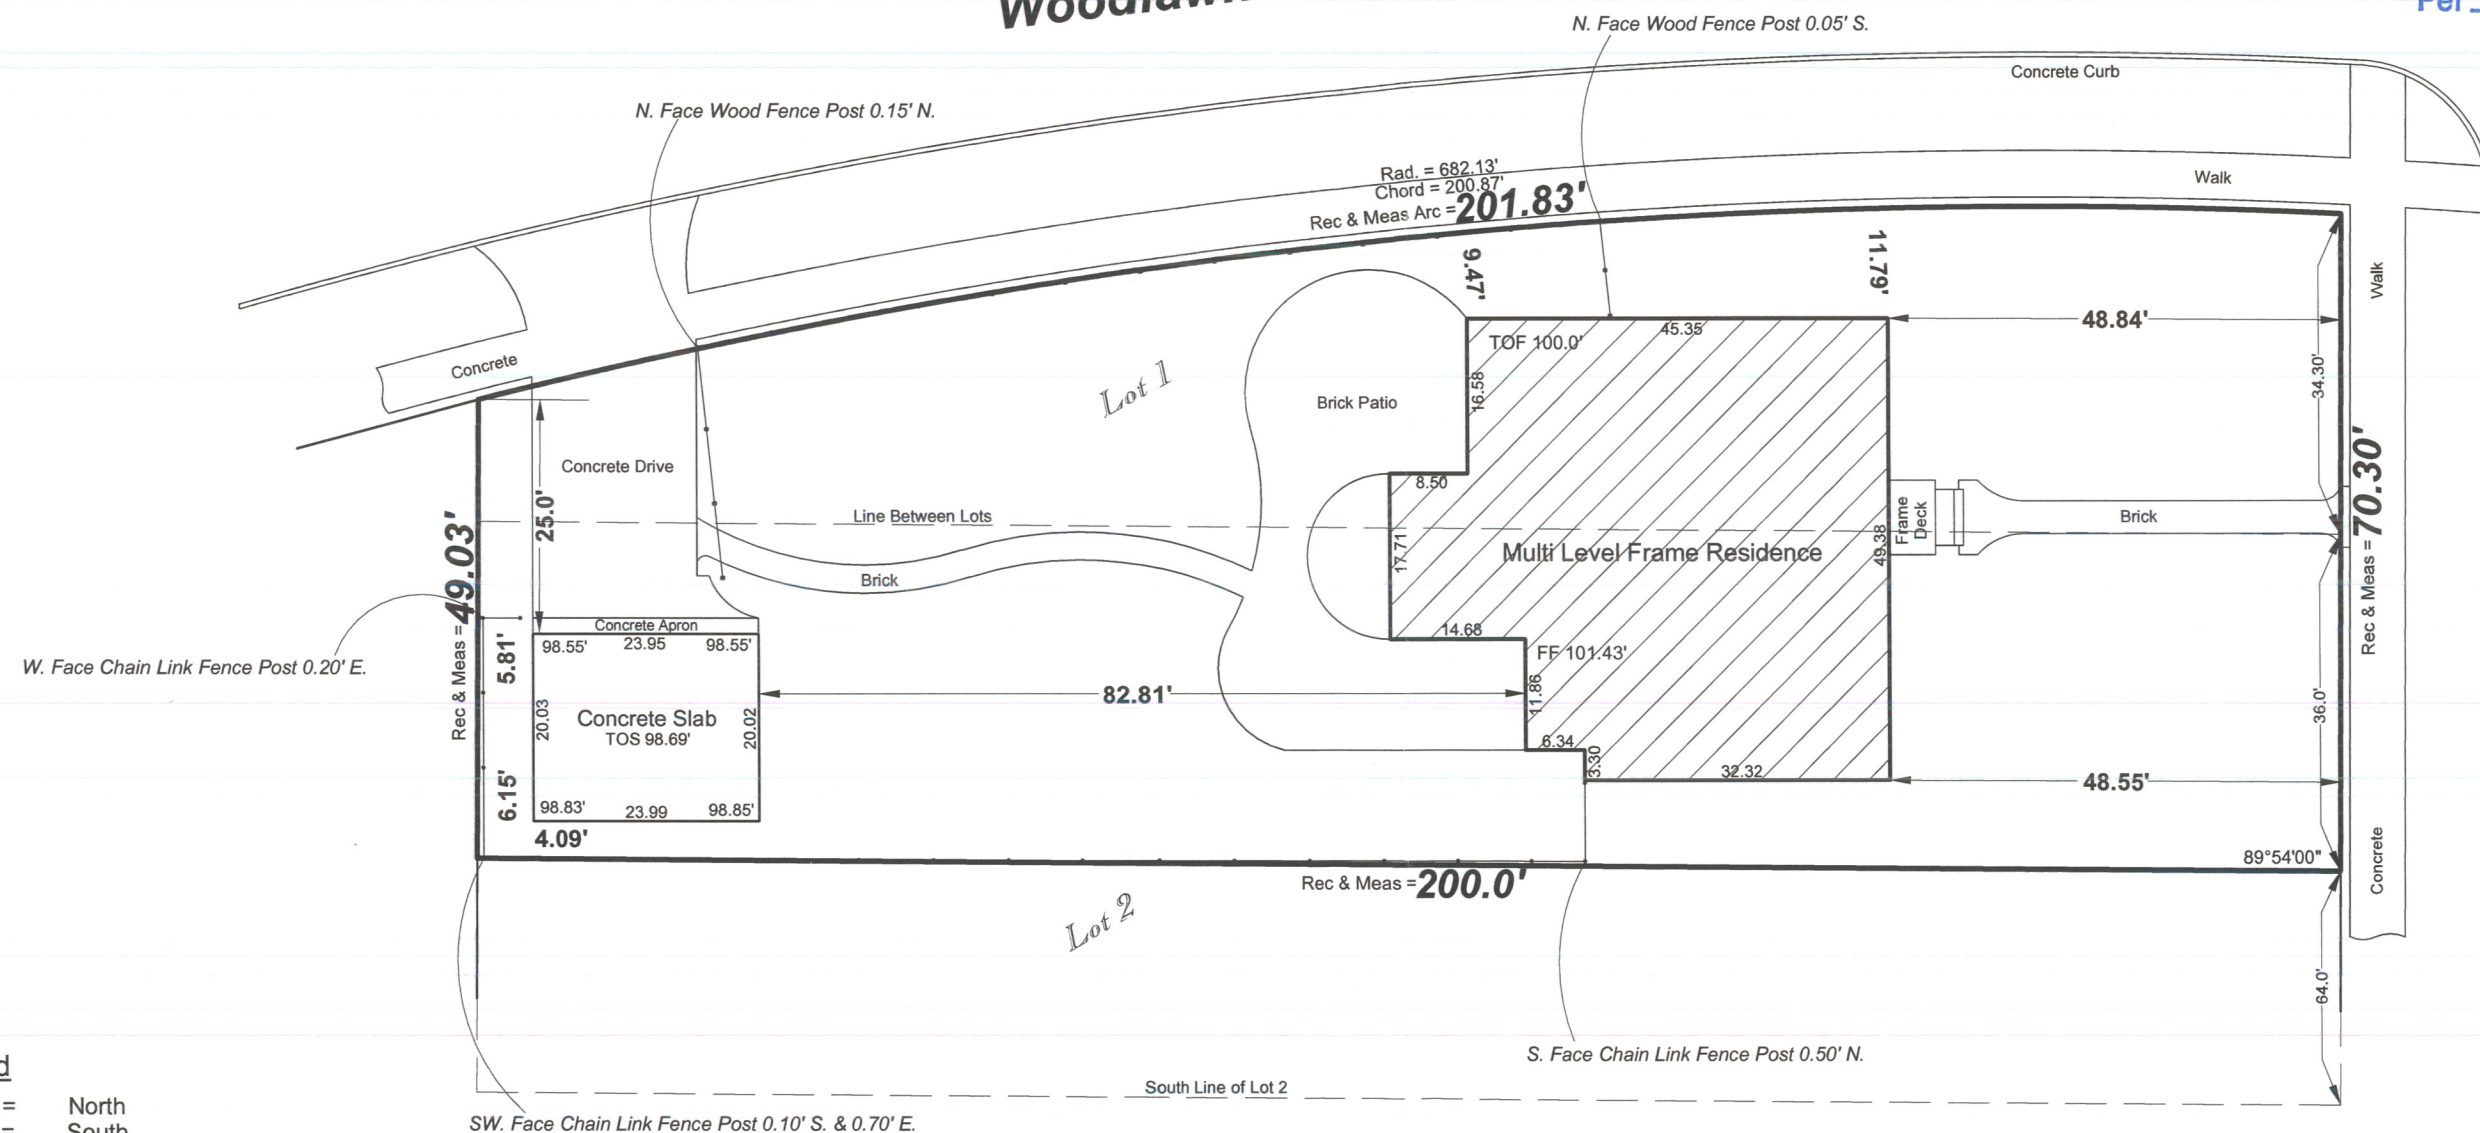 Woodlawn
Per
N. Face Wood Fence Post 0.05' S.
Concrete Curb
N. Face Wood Fence Post 0.15' N.
Rad. = 682.13'
Chord = 200.87'
Rec & Meas Arc = 201.83'
Walk
9.47'
11.79'
Walk
48.84'
45.35
TOF 100.0'
34.30'
Concrete
Lot 1
16.58
Brick Patio
Concrete Drive
25.0'
8.50
Line Between Lots
Frame
Deck
Brick
Rec & Meas = 70.30'
Rec & Meas = 49.03'
17.71
Multi Level Frame Residence
49.38
Brick
Concrete Apron
14.68
98.55' 23.95 98.55'
FF 101.43'
5.81'
W. Face Chain Link Fence Post 0.20' E.
82.81'
11.86
36.0'
20.03
Concrete Slab
20.02
TOS 98.69'
6.34
3.30
32.32
48.55'
6.15'
98.83' 23.99 98.85'
4.09'
89°54'00"
Concrete
Rec & Meas = 200.0'
Lot 2
64.0'
S. Face Chain Link Fence Post 0.50' N.
South Line of Lot 2
d
= North
= South
SW. Face Chain Link Fence Post 0.10' S. & 0.70' E.